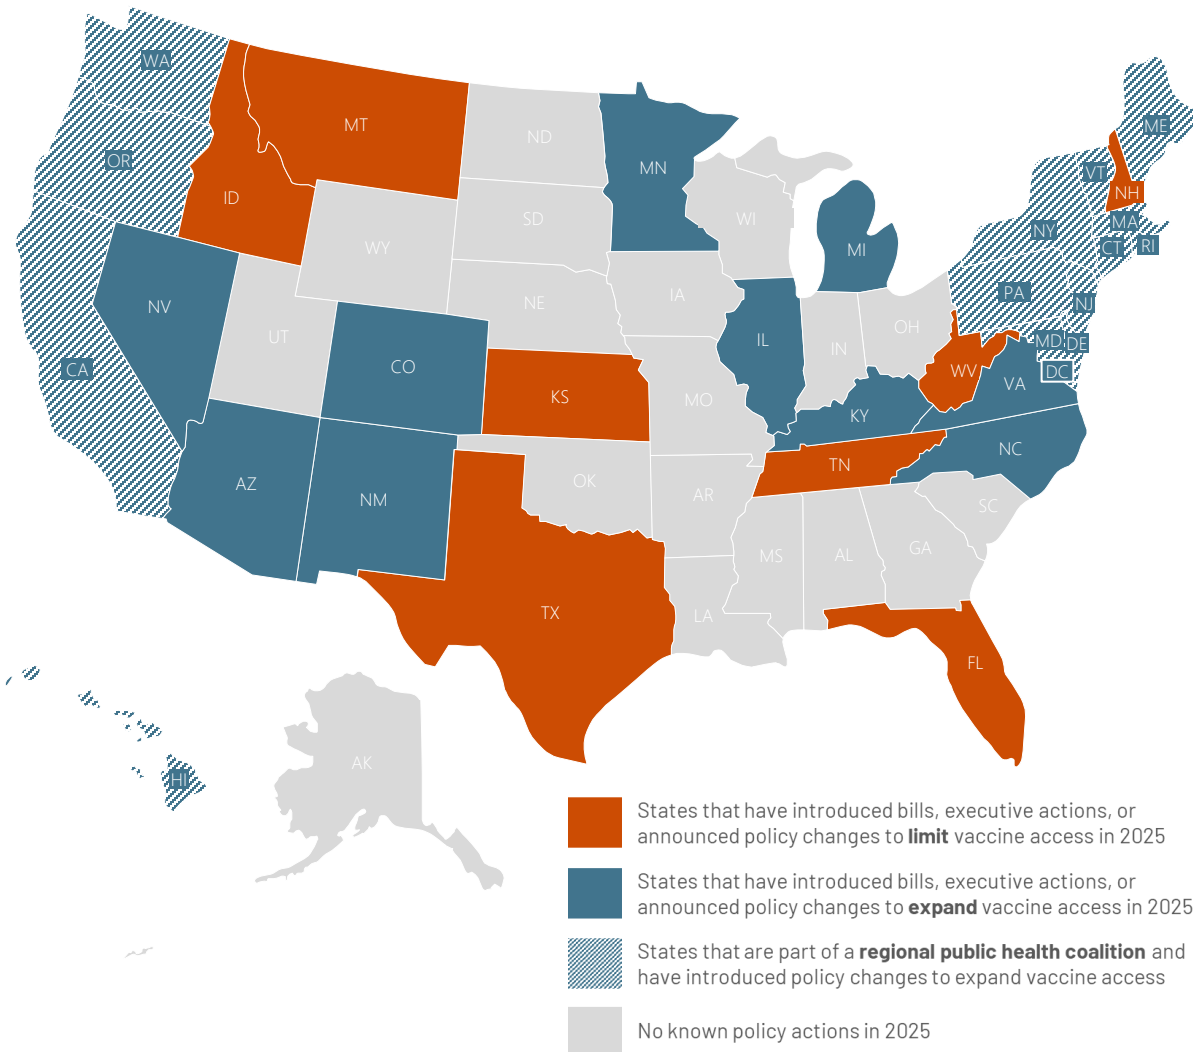 WA
ME
MT
ND
OR
MN
VT
NH
ID
SD
WI
MA
NY
WY
MI
CT
RI
NE
IA
PA
NJ
NV
OH
UT
IL
IN
MD
DE
CA
CO
WV
DC
VA
KS
MO
KY
NC
TN
AZ
OK
NM
AR
SC
GA
MS
AL
TX
LA
FL
AK
HI
States that have introduced bills, executive actions, or
announced policy changes to limit vaccine access in 2025
States that have introduced bills, executive actions, or
announced policy changes to expand vaccine access in 2025
States that are part of a regional public health coalition and
have introduced policy changes to expand vaccine access
No known policy actions in 2025